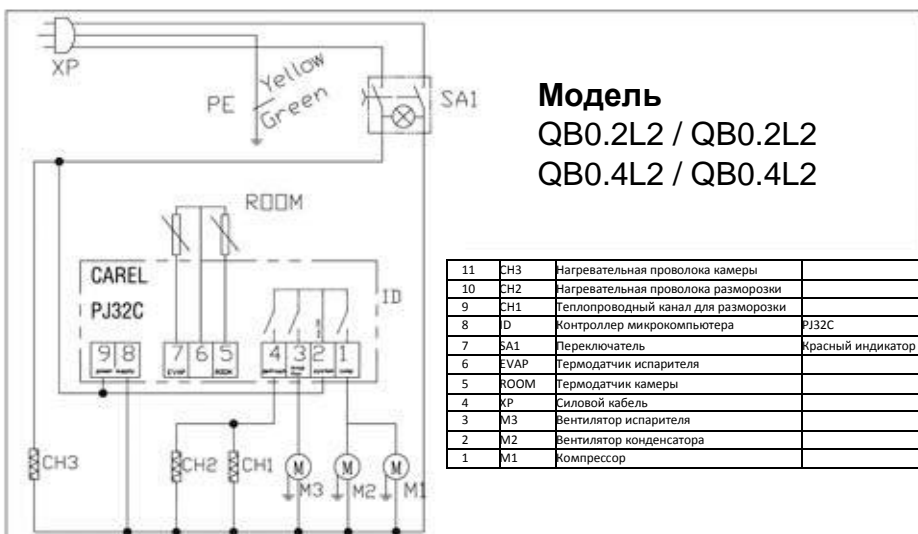 XP
PE
Yellow
Green
SA1
Модель
QB0.2L2 / QB0.2L2
QB0.4L2 / QB0.4L2
ROOM
CAREL
PJ32C
ID
9 8 7 6 5 4 3 2 1
power supply EVAP ROOM
CH3 CH2 CH1 M M M
M3 M2 M1
11 CH3 Нагревательная проволока камеры
10 CH2 Нагревательная проволока разморозки
9 CH1 Теплопроводный канал для разморозки
8 ID Контроллер микрокомпьютера PJ32C
7 SA1 Переключатель Красный индикатор
6 EVAP Термодатчик испарителя
5 ROOM Термодатчик камеры
4 XP Силовой кабель
3 M3 Вентилятор испарителя
2 M2 Вентилятор конденсатора
1 M1 Компрессор